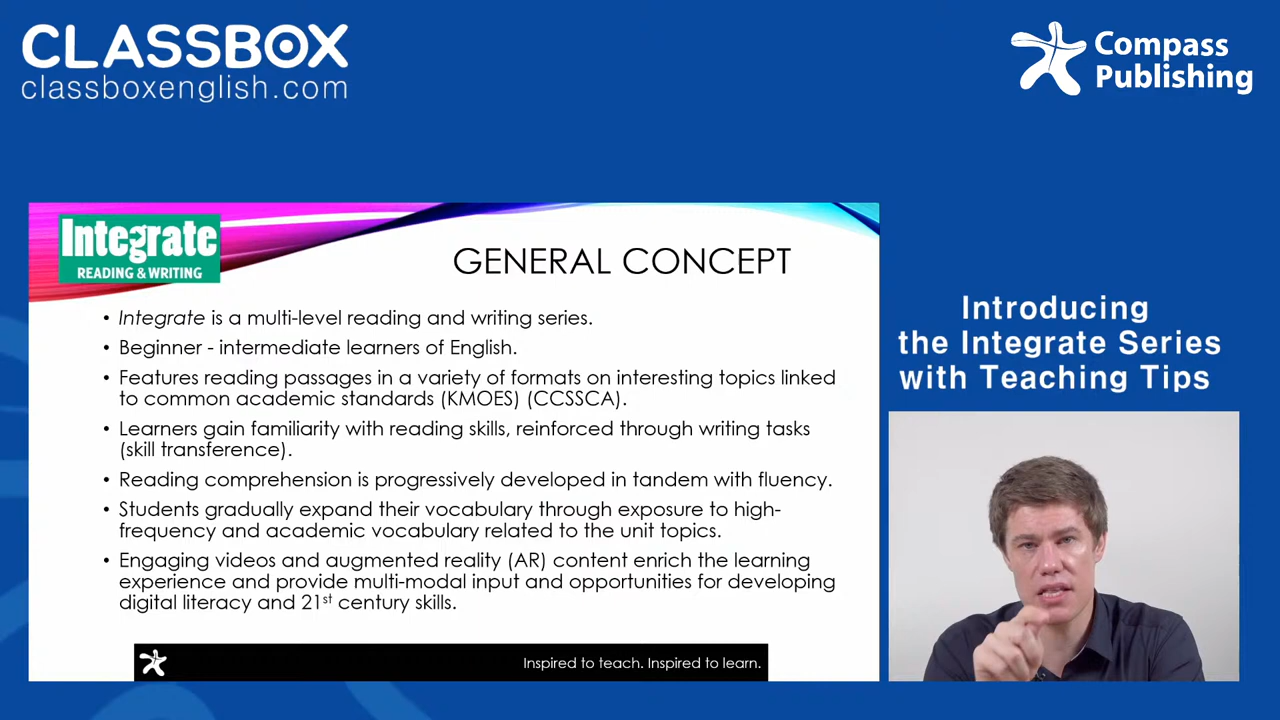 CLASSBOX
classboxenglish.com
Compass
Publishing
Integrate
READING & WRITING
GENERAL CONCEPT
• Integrate is a multi-level reading and writing series.
• Beginner - intermediate learners of English.
• Features reading passages in a variety of formats on interesting topics linked
to common academic standards (KMOES) (CCSSCA).
• Learners gain familiarity with reading skills, reinforced through writing tasks
(skill transference).
• Reading comprehension is progressively developed in tandem with fluency.
• Students gradually expand their vocabulary through exposure to high-
frequency and academic vocabulary related to the unit topics.
• Engaging videos and augmented reality (AR) content enrich the learning
experience and provide multi-modal input and opportunities for developing
digital literacy and 21st century skills.
Inspired to teach. Inspired to learn.
Introducing
the Integrate Series
with Teaching Tips